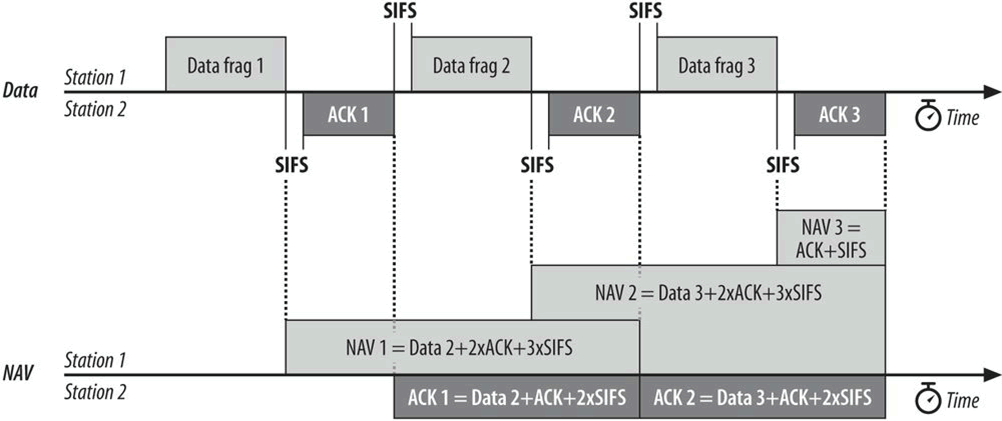 SIFS
SIFS
Data frag 1
Data frag 2
Data frag 3
Station 1
Data
Station 2
ACK 1
ACK 2
ACK 3
Time
SIFS
SIFS
SIFS
NAV 3 =
ACK+SIFS
NAV 2 = Data 3+2xACK+3xSIFS
NAV 1 = Data 2+2xACK+3xSIFS
Station 1
NAV
Station 2
ACK 1 = Data 2+ACK+2xSIFS
ACK 2 = Data 3+ACK+2xSIFS
Time